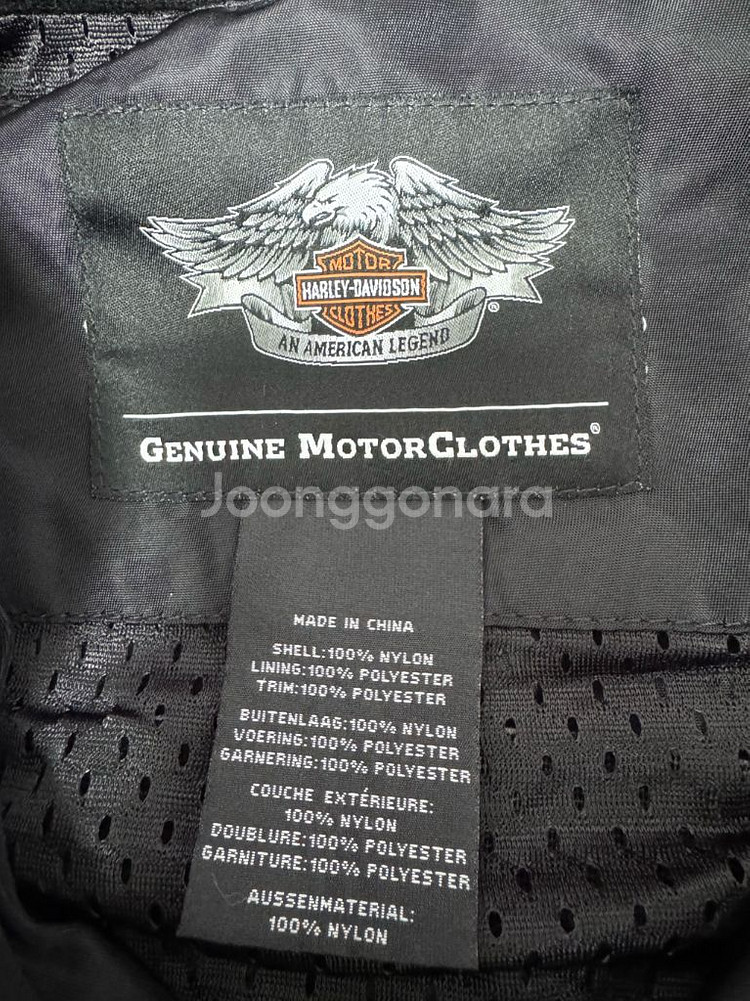 MOTOR
HARLEY-DAVIDSON
CLOTHES
®
AN AMERICAN LEGEND
GENUINE MOTORCLOTHES®
Joonggonara
MADE IN CHINA
SHELL:100% NYLON
LINING:100% POLYESTER
TRIM:100% POLYESTER
BUITENLAAG:100% NYLON
VOERING:100% POLYESTER
GARNERING:100% POLYESTER
COUCHE EXTÉRIEURE:
100% NYLON
DOUBLURE:100% POLYESTER
GARNITURE:100% POLYESTER
AUSSENMATERIAL:
100% NYLON